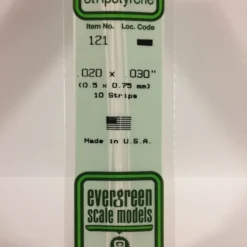 Item No. Loc. Code
121
.020 x .030"
(0.5 x 0.75 mm)
10 Strips
Made in U.S.A.
evergreen
scale models